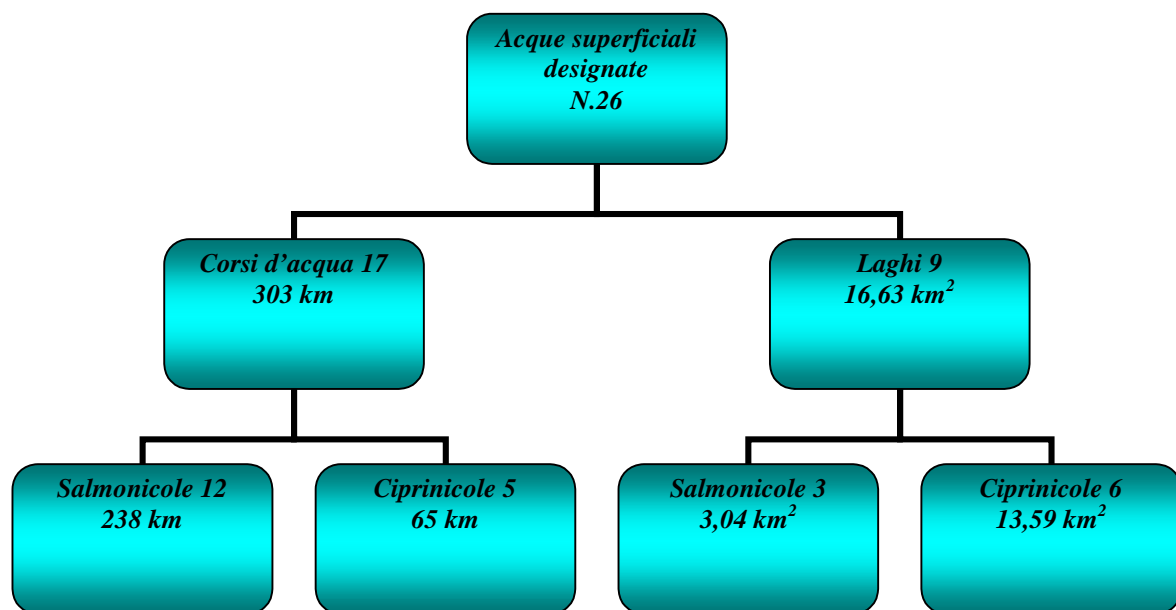 Acque superficiali
designate
N.26
Corsi d’acqua 17
303 km
Laghi 9
16,63 km²
Salmonicole 12
238 km
Ciprinicole 5
65 km
Salmonicole 3
3,04 km²
Ciprinicole 6
13,59 km²